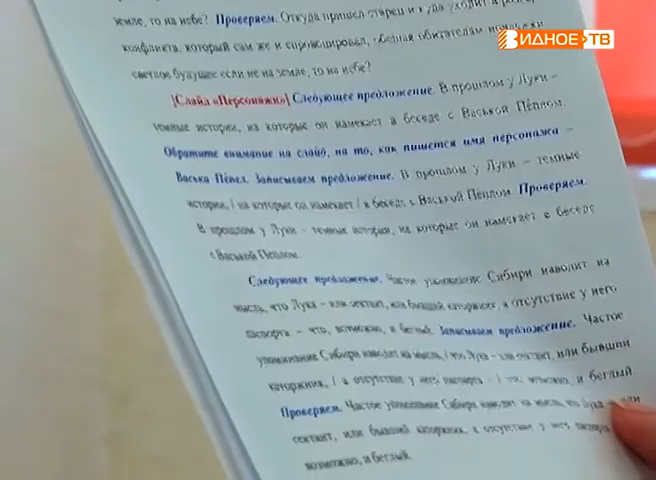 земле, то на небе? Проверяем. Откуда пришел старец и куда уходит в
конфликта, который сам же и спровоцировал, обещая обитателям ночлежки
светлое будущее если не на земле, то на небе?
[Слайд «Персонажи»] Следующее предложение. В прошлом у Луки –
темные истории, на которые он намекает в беседе с Васькой Пеплом.
Обратите внимание на слайд, на то, как пишется имя персонажа –
Васька Пепел. Записываем предложение. В прошлом у Луки – темные
истории, / на которые он намекает / в беседе с Васькой Пеплом. Проверяем.
В прошлом у Луки – темные истории, на которые он намекает в беседе
с Васькой Пеплом.
Следующее предложение. Частое упоминание Сибири наводит на
мысль, что Лука – или сектант, или бывший каторжник, а отсутствие у него
паспорта – что, возможно, и беглый. Записываем предложение. Частое
упоминание Сибири наводит на мысль, / что Лука – или сектант, или бывший
каторжник, / а отсутствие у него паспорта – / что, возможно, и беглый.
Проверяем. Частое упоминание Сибири наводит на мысль, что Лука – или
сектант, или бывший каторжник, а отсутствие у него паспорта
возможно, и беглый.
ВИДНОЕ ТВ